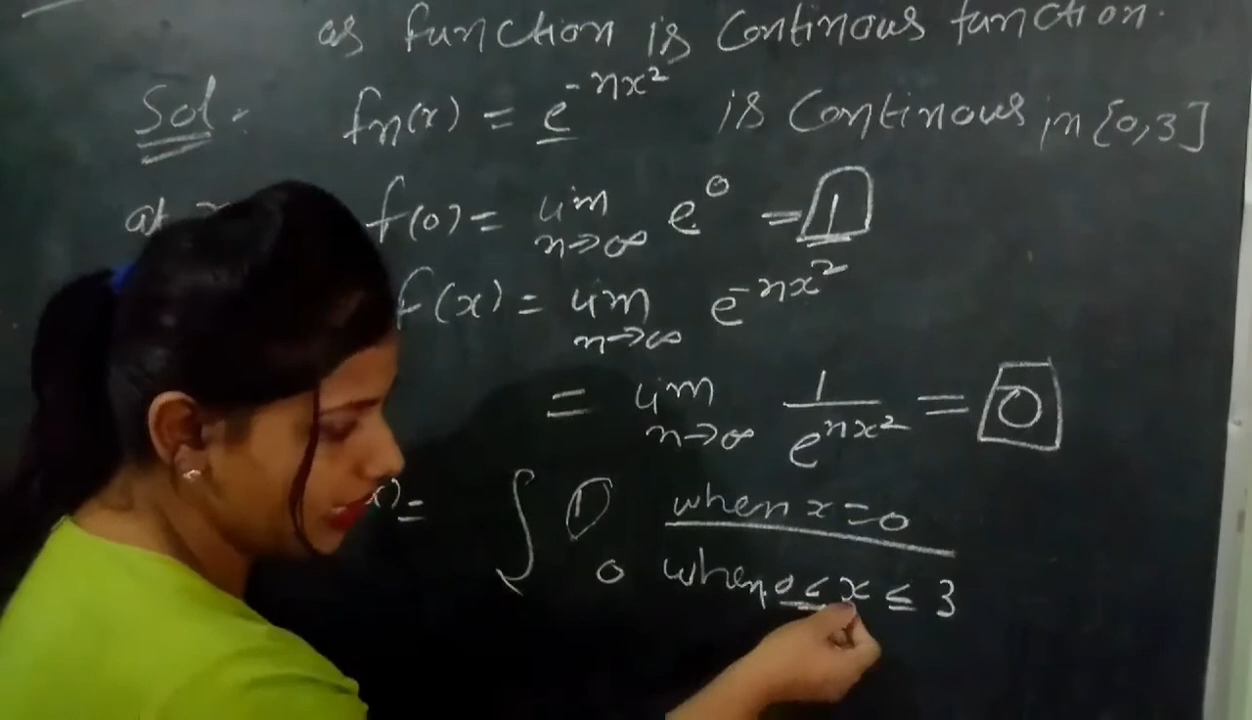 as function is Continous function.
Sol. fn(x) = e^-nx² is Continous in [0,3]
at f(0) = lim n→∞ e⁰ = 1
f(x) = lim n→∞ e^-nx²
= lim n→∞ 1/e^nx² = 0
x) = { 1 when x=0
0 when 0 < x ≤ 3